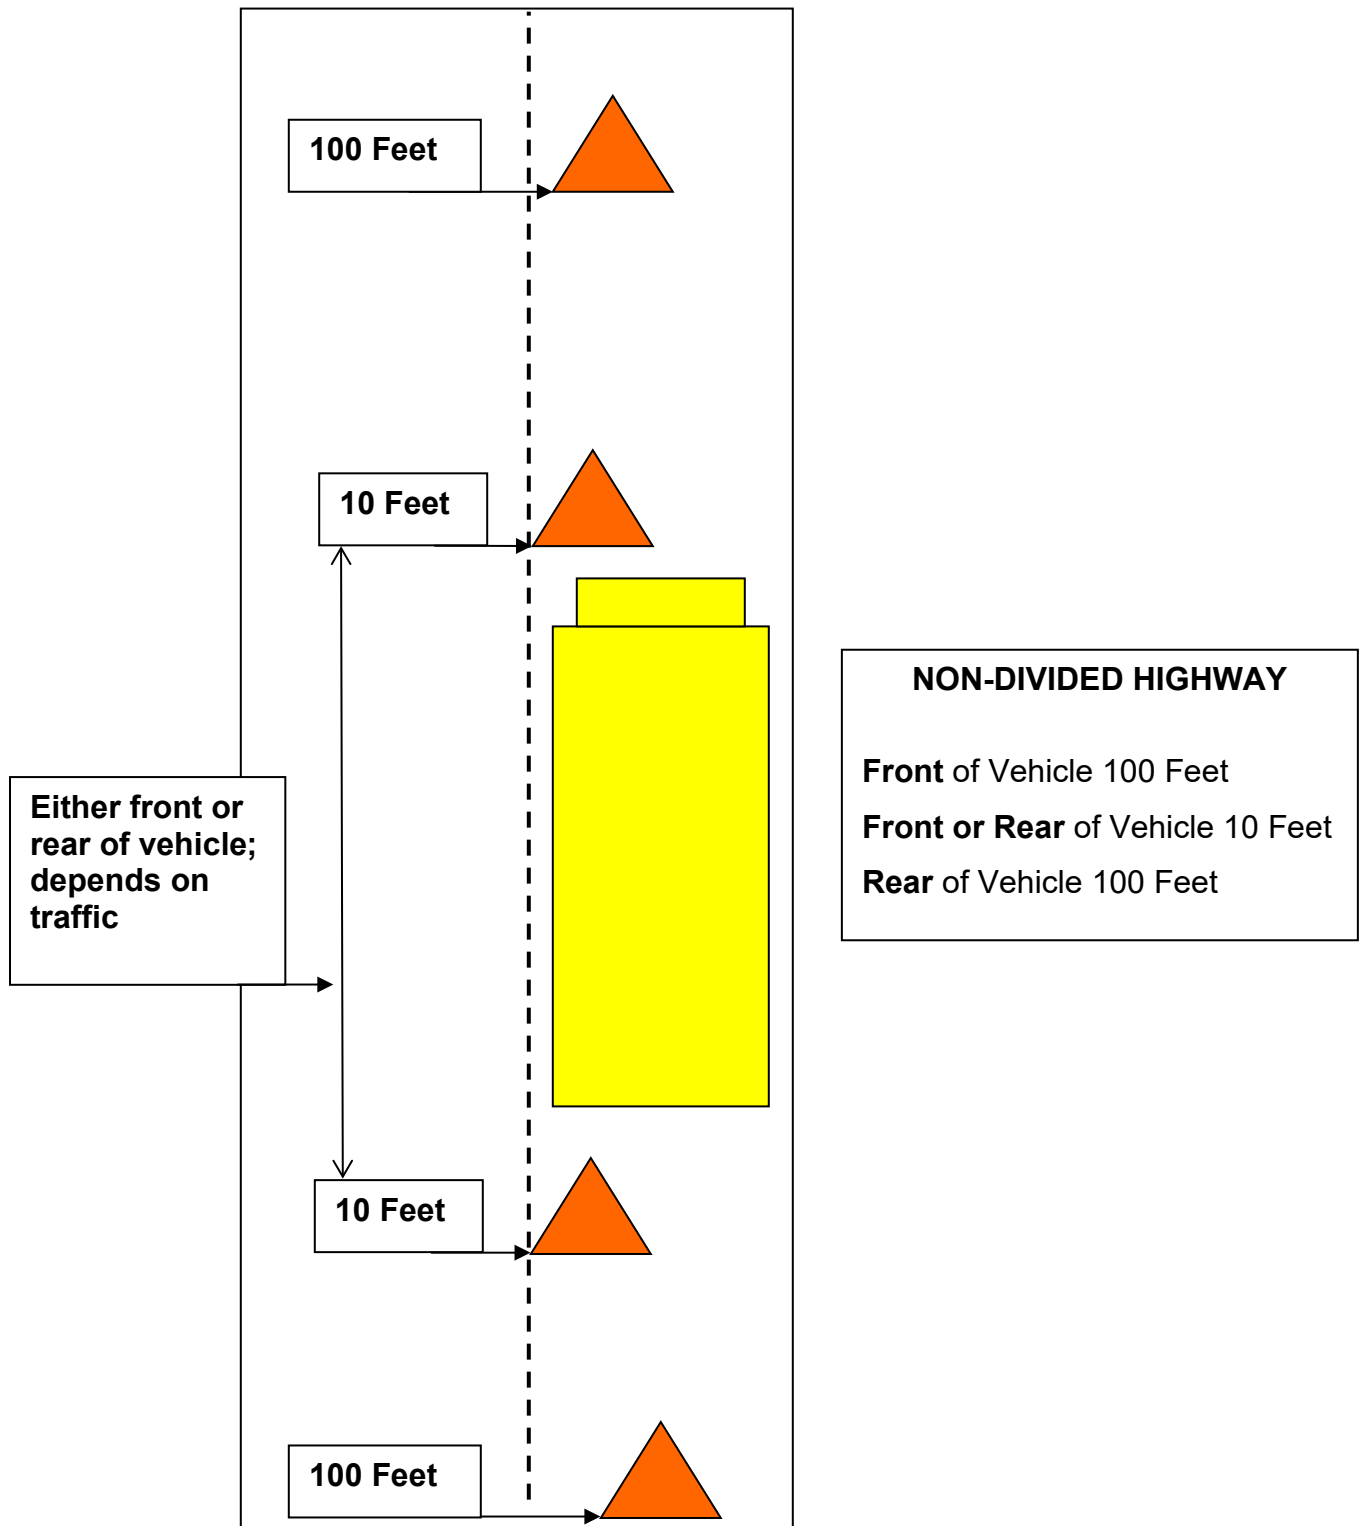 100 Feet
10 Feet
NON-DIVIDED HIGHWAY
Front of Vehicle 100 Feet
Front or Rear of Vehicle 10 Feet
Rear of Vehicle 100 Feet
Either front or
rear of vehicle;
depends on
traffic
10 Feet
100 Feet